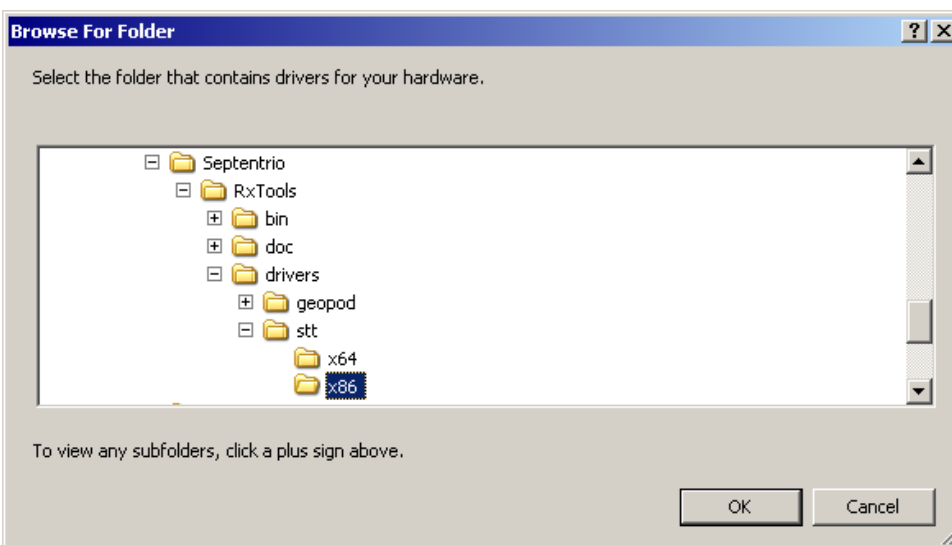 Browse For Folder
Select the folder that contains drivers for your hardware.
Septentrio
RxTools
bin
doc
drivers
geopod
stt
x64
x86
To view any subfolders, click a plus sign above.
OK
Cancel